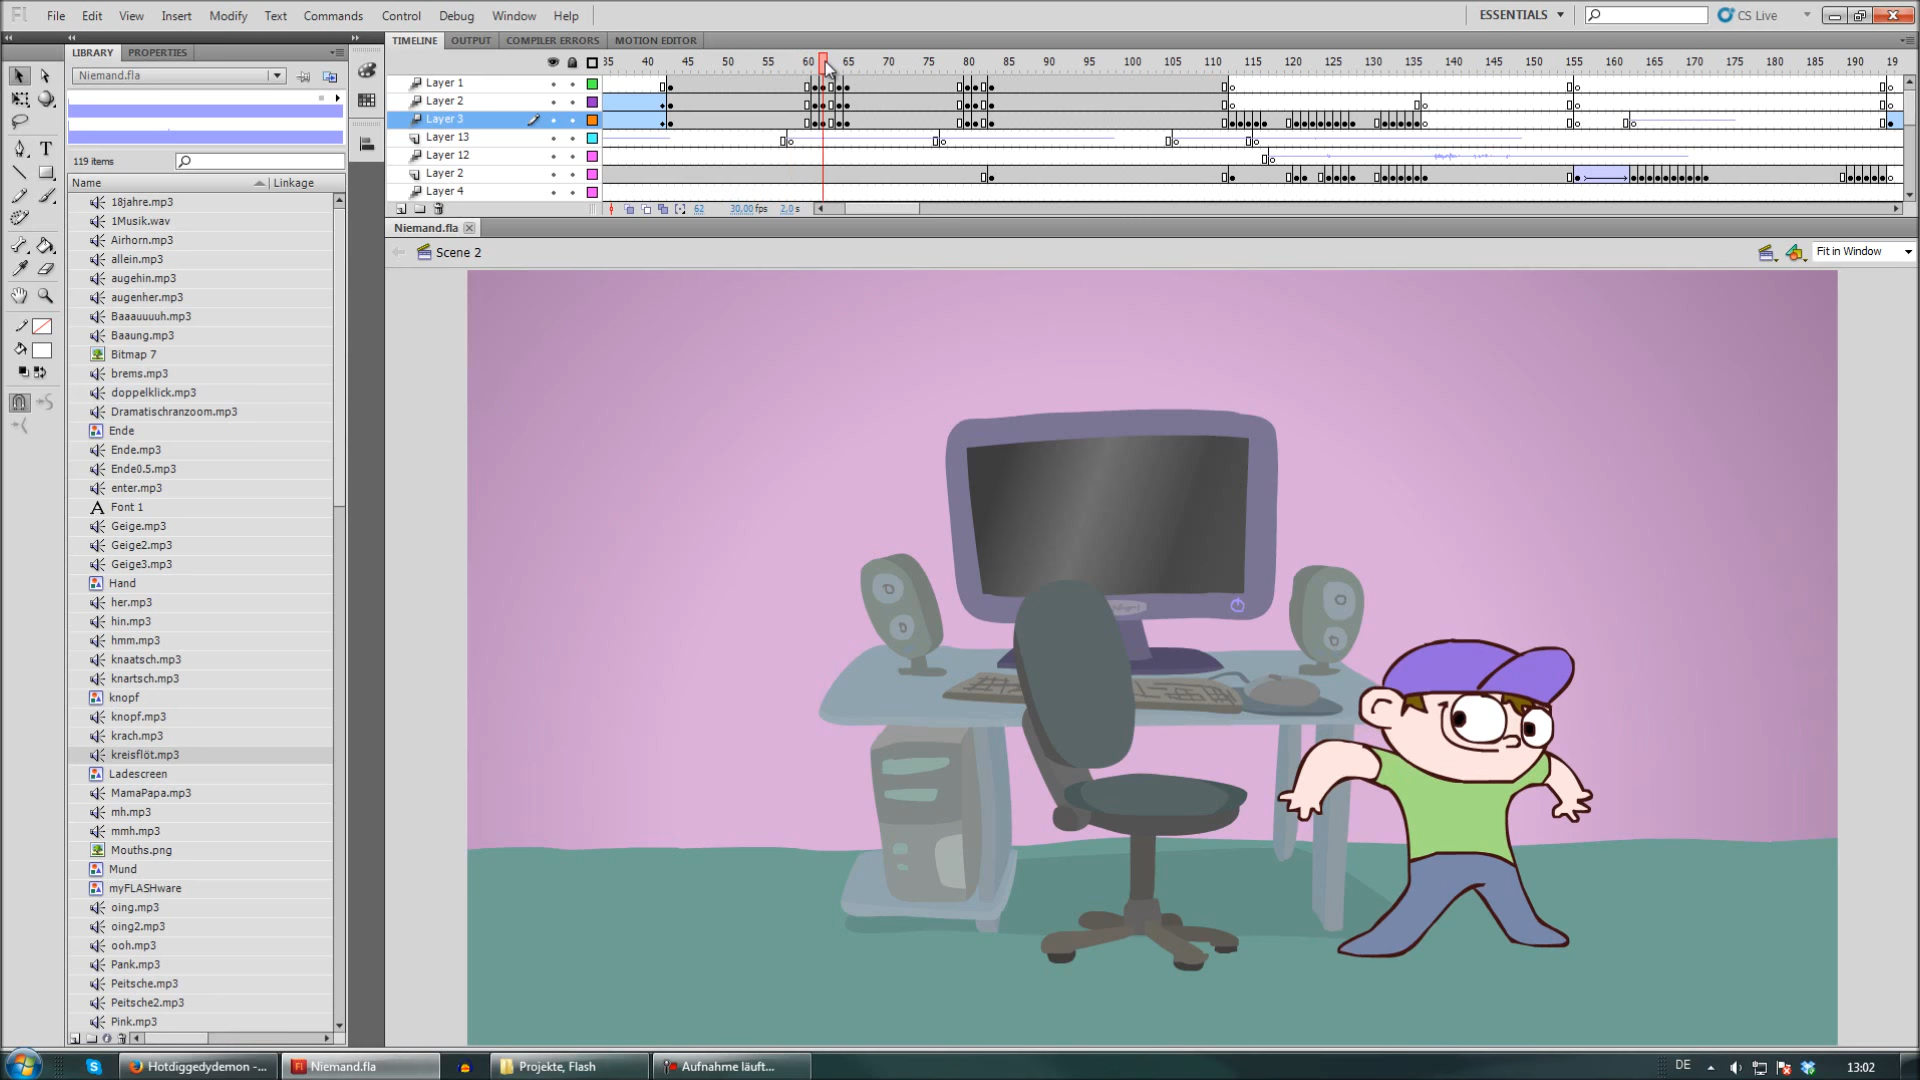 Fl File Edit View Insert Modify Text Commands Control Debug Window Help ESSENTIALS CS Live
LIBRARY PROPERTIES TIMELINE OUTPUT COMPILER ERRORS MOTION EDITOR
Niemand.fla
35 40 45 50 55 60 65 70 75 80 85 90 95 100 105 110 115 120 125 130 135 140 145 150 155 160 165 170 175 180 185 190 19
Layer 1
Layer 2
Layer 3
Layer 13
Layer 12
Layer 2
Layer 4
62 30,00 fps 2,0 s
Niemand.fla
Scene 2 Fit in Window
119 items
Name Linkage
18jahre.mp3
1Musik.wav
Airhorn.mp3
allein.mp3
augehin.mp3
augenher.mp3
Baaauuuuh.mp3
Baaung.mp3
Bitmap 7
brems.mp3
doppelklick.mp3
Dramatischranzoom.mp3
Ende
Ende.mp3
Ende0.5.mp3
enter.mp3
A Font 1
Geige.mp3
Geige2.mp3
Geige3.mp3
Hand
her.mp3
hin.mp3
hmm.mp3
knaatsch.mp3
knartsch.mp3
knopf
knopf.mp3
krach.mp3
kreisflöt.mp3
Ladescreen
MamaPapa.mp3
mh.mp3
mmh.mp3
Mouths.png
Mund
myFLASHware
oing.mp3
oing2.mp3
ooh.mp3
Pank.mp3
Peitsche.mp3
Peitsche2.mp3
Pink.mp3
Hotdiggedydemon -... Fl Niemand.fla Projekte, Flash Aufnahme läuft... DE 13:02